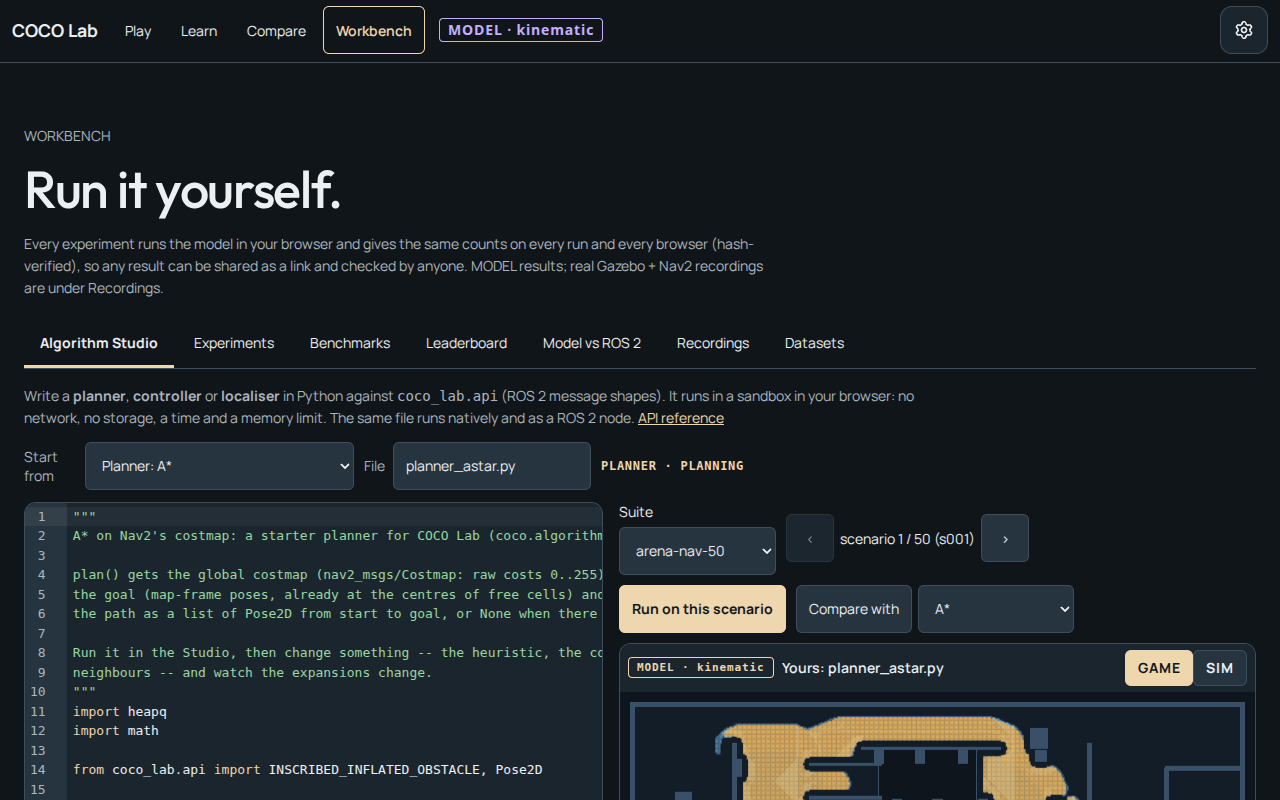 COCO Lab Play Learn Compare Workbench MODEL · kinematic
WORKBENCH
Run it yourself.
Every experiment runs the model in your browser and gives the same counts on every run and every browser (hash-
verified), so any result can be shared as a link and checked by anyone. MODEL results; real Gazebo + Nav2 recordings
are under Recordings.
Algorithm Studio Experiments Benchmarks Leaderboard Model vs ROS 2 Recordings Datasets
Write a planner, controller or localiser in Python against coco_lab.api (ROS 2 message shapes). It runs in a sandbox in your browser: no
network, no storage, a time and a memory limit. The same file runs natively and as a ROS 2 node. API reference
Start
from
Planner: A* File planner_astar.py PLANNER · PLANNING
1 """
2 A* on Nav2's costmap: a starter planner for COCO Lab (coco.algorithm
3
4 plan() gets the global costmap (nav2_msgs/Costmap: raw costs 0..255)
5 the goal (map-frame poses, already at the centres of free cells) and
6 the path as a list of Pose2D from start to goal, or None when there
7
8 Run it in the Studio, then change something -- the heuristic, the co
9 neighbours -- and watch the expansions change.
10 """
11 import heapq
12 import math
13
14 from coco_lab.api import INSCRIBED_INFLATED_OBSTACLE, Pose2D
15
Suite
arena-nav-50 ‹ scenario 1 / 50 (s001) ›
Run on this scenario Compare with A*
MODEL · kinematic Yours: planner_astar.py GAME SIM